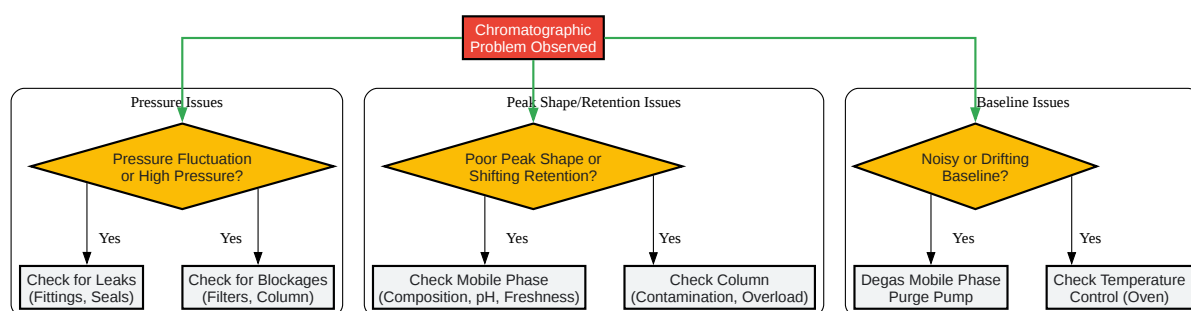 Chromatographic
Problem Observed
Pressure Issues
Peak Shape/Retention Issues
Baseline Issues
Pressure Fluctuation
or High Pressure?
Poor Peak Shape or
Shifting Retention?
Noisy or Drifting
Baseline?
Yes
Yes
Yes
Yes
Yes
Yes
Check for Leaks
(Fittings, Seals)
Check for Blockages
(Filters, Column)
Check Mobile Phase
(Composition, pH, Freshness)
Check Column
(Contamination, Overload)
Degas Mobile Phase
Purge Pump
Check Temperature
Control (Oven)